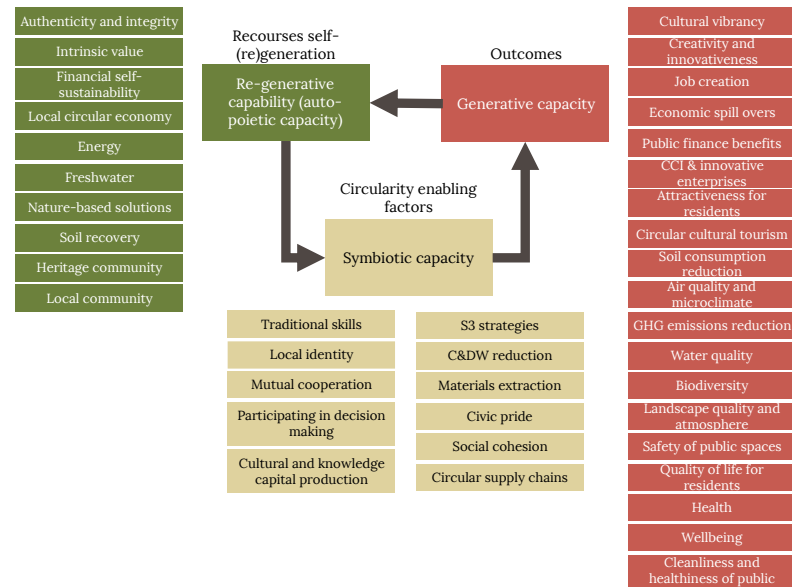 Authenticity and integrity
Intrinsic value
Financial self-
sustainability
Local circular economy
Energy
Freshwater
Nature-based solutions
Soil recovery
Heritage community
Local community
Recourses self-
(re)generation
Re-generative
capability (auto-
poietic capacity)
Outcomes
Generative capacity
Circularity enabling
factors
Symbiotic capacity
Traditional skills
Local identity
Mutual cooperation
Participating in decision
making
Cultural and knowledge
capital production
S3 strategies
C&DW reduction
Materials extraction
Civic pride
Social cohesion
Circular supply chains
Cultural vibrancy
Creativity and
innovativeness
Job creation
Economic spill overs
Public finance benefits
CCI & innovative
enterprises
Attractiveness for
residents
Circular cultural tourism
Soil consumption
reduction
Air quality and
microclimate
GHG emissions reduction
Water quality
Biodiversity
Landscape quality and
atmosphere
Safety of public spaces
Quality of life for
residents
Health
Wellbeing
Cleanliness and
healthiness of public